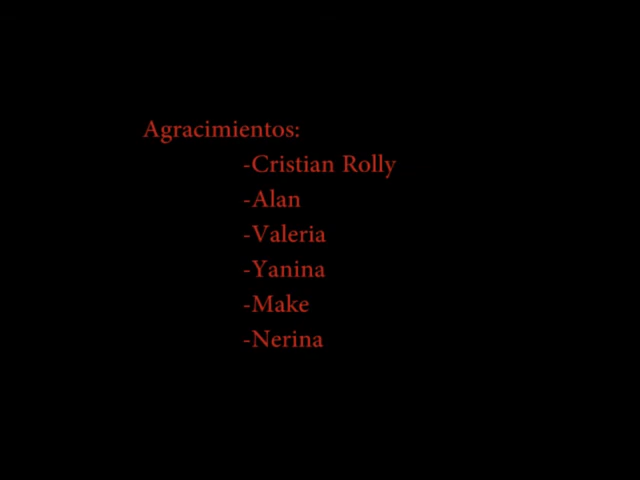 Agracimientos:
-Cristian Rolly
-Alan
-Valeria
-Yanina
-Make
-Nerina